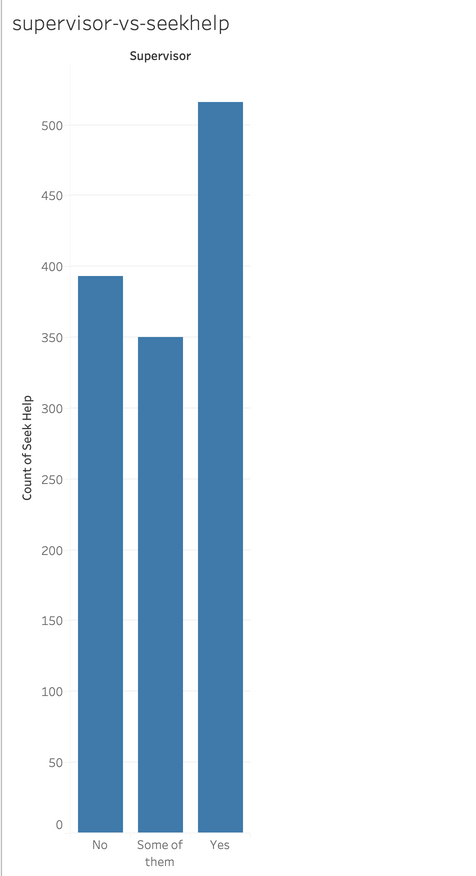 supervisor-vs-seekhelp
Supervisor
Count of Seek Help
500
450
400
350
300
250
200
150
100
50
0
No
Some of
them
Yes